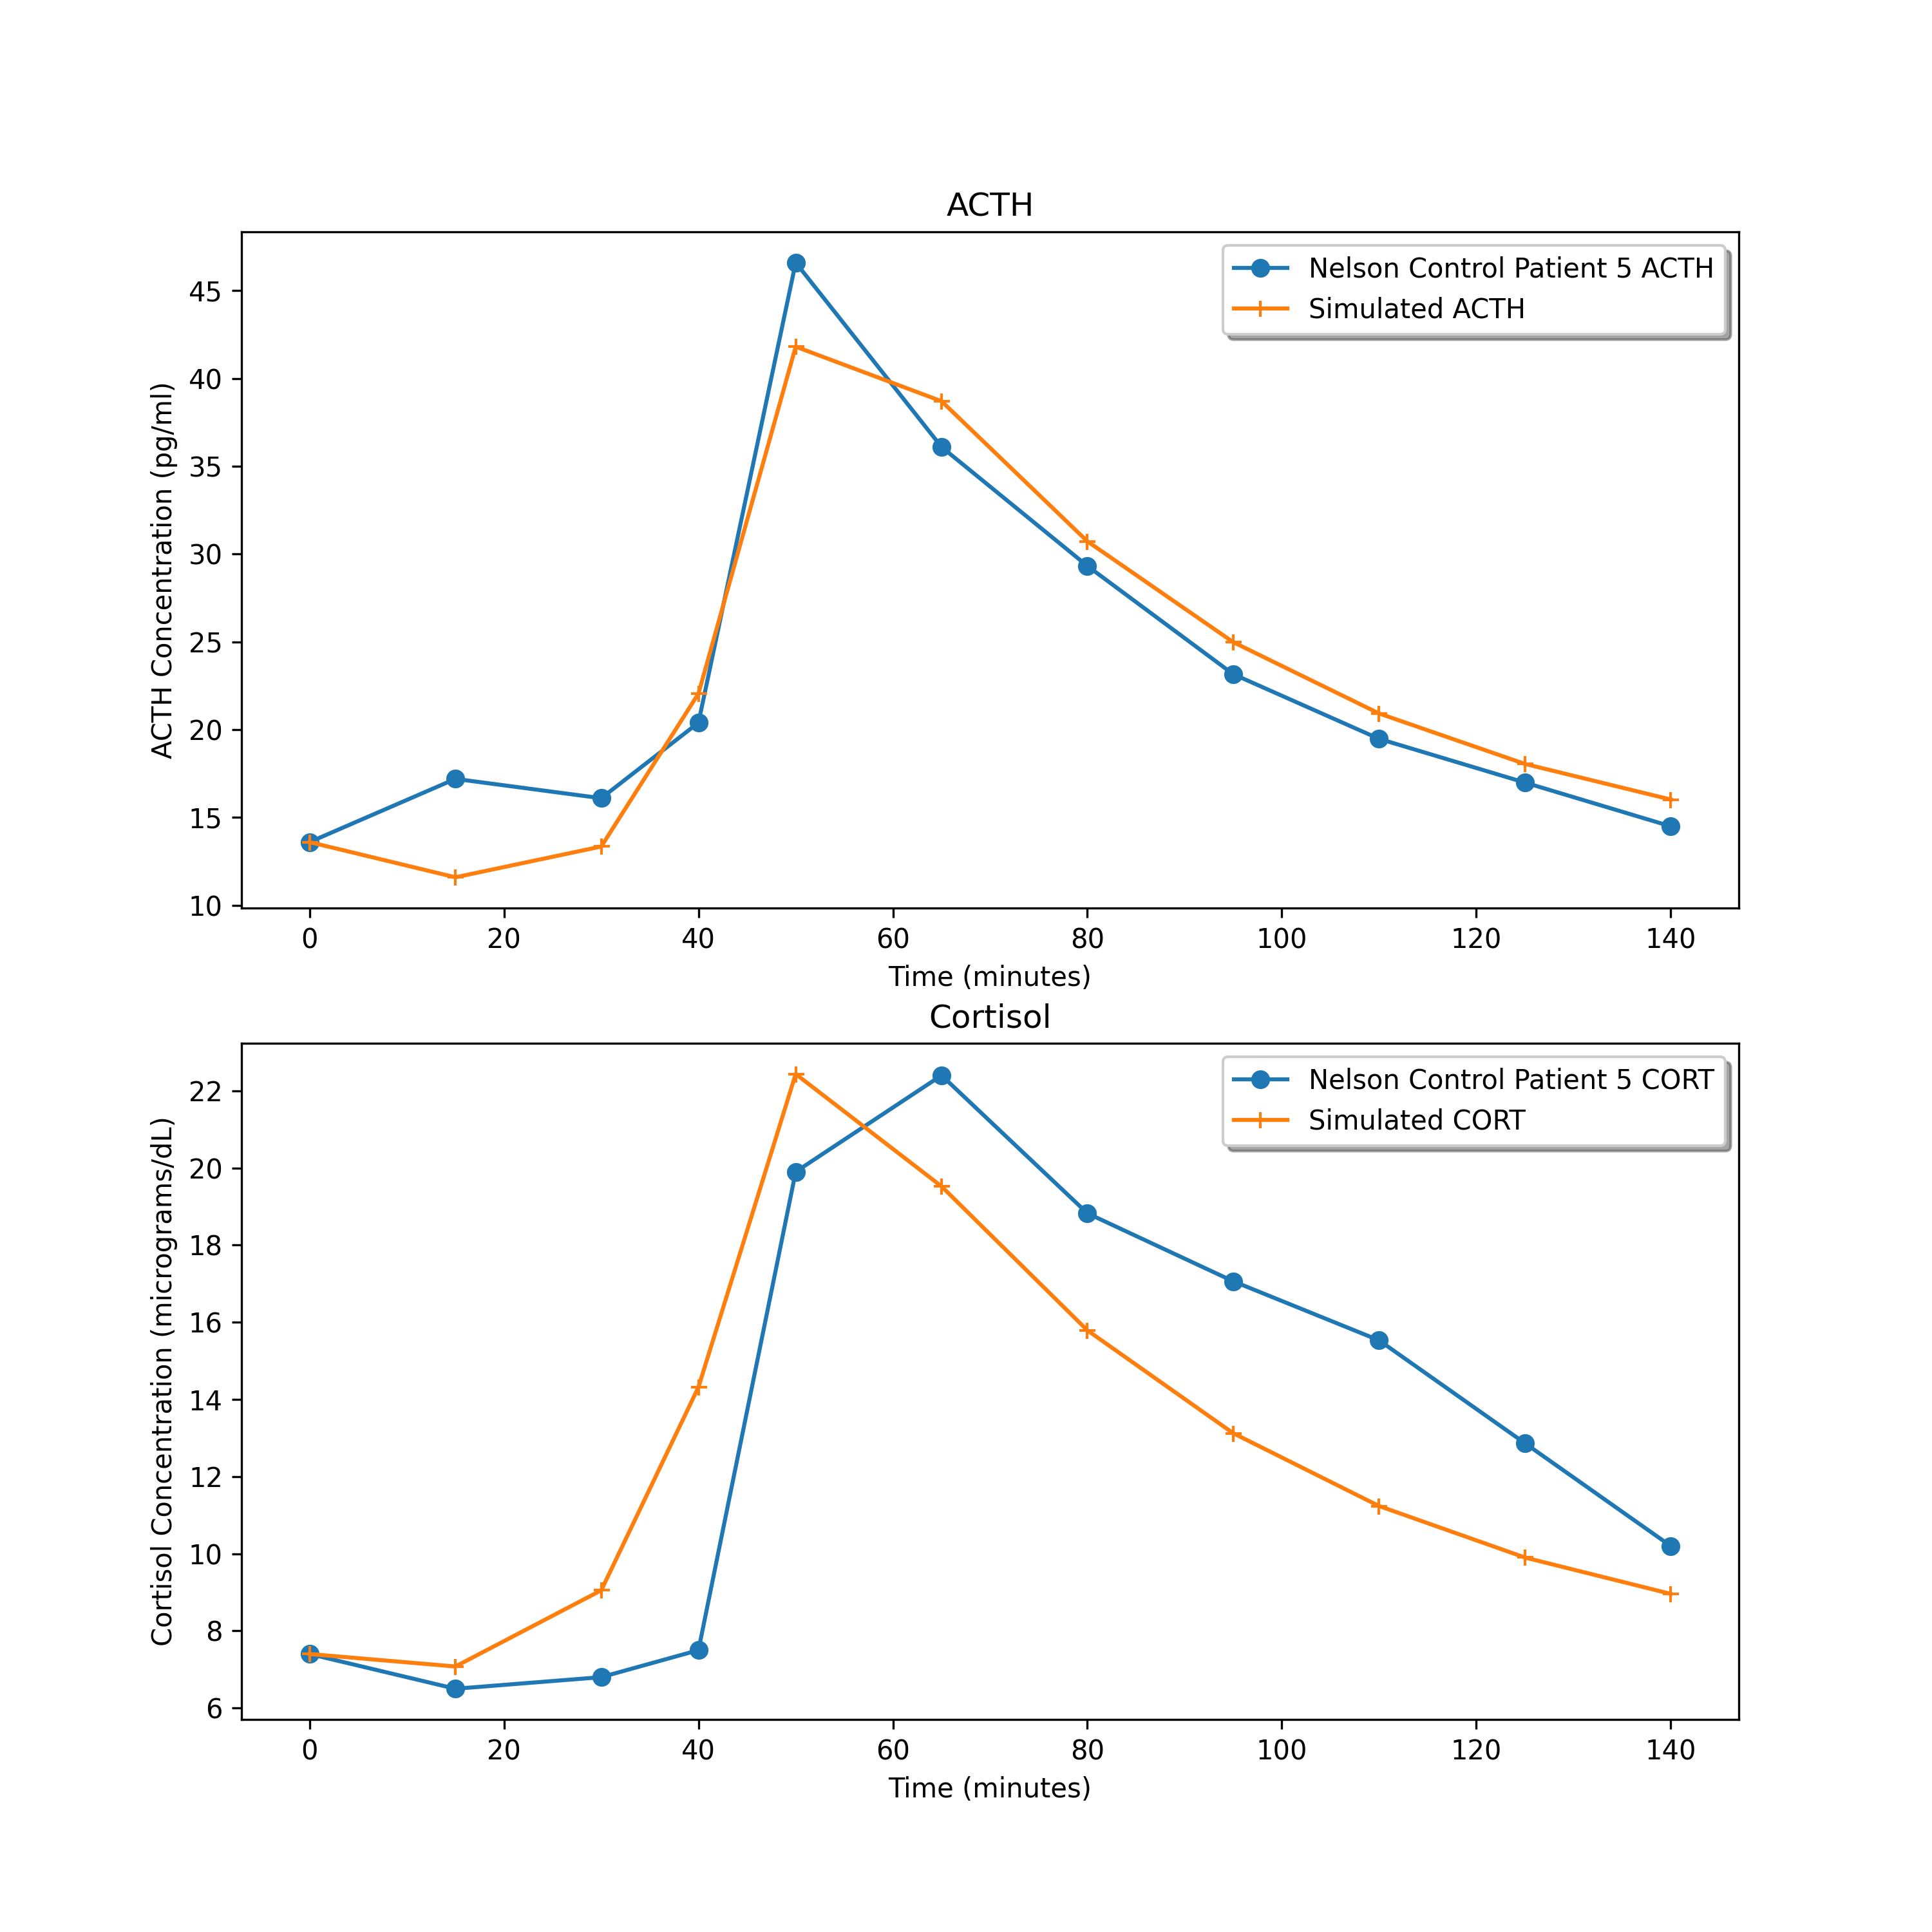 ACTH
Nelson Control Patient 5 ACTH
Simulated ACTH
45
40
35
30
25
20
15
10
ACTH Concentration (pg/ml)
0 20 40 60 80 100 120 140
Time (minutes)
Cortisol
Nelson Control Patient 5 CORT
Simulated CORT
22
20
18
16
14
12
10
8
6
Cortisol Concentration (micrograms/dL)
0 20 40 60 80 100 120 140
Time (minutes)